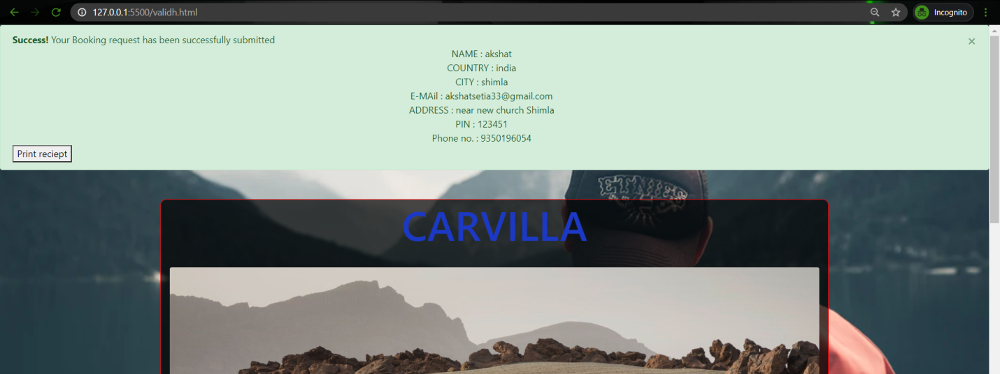 127.0.0.1:5500/validh.html
Incognito
Success! Your Booking request has been successfully submitted
×
NAME : akshat
COUNTRY : india
CITY : shimla
E-MAil : akshatsetia33@gmail.com
ADDRESS : near new church Shimla
PIN : 123451
Phone no. : 9350196054
Print reciept
ETNIES
CARVILLA